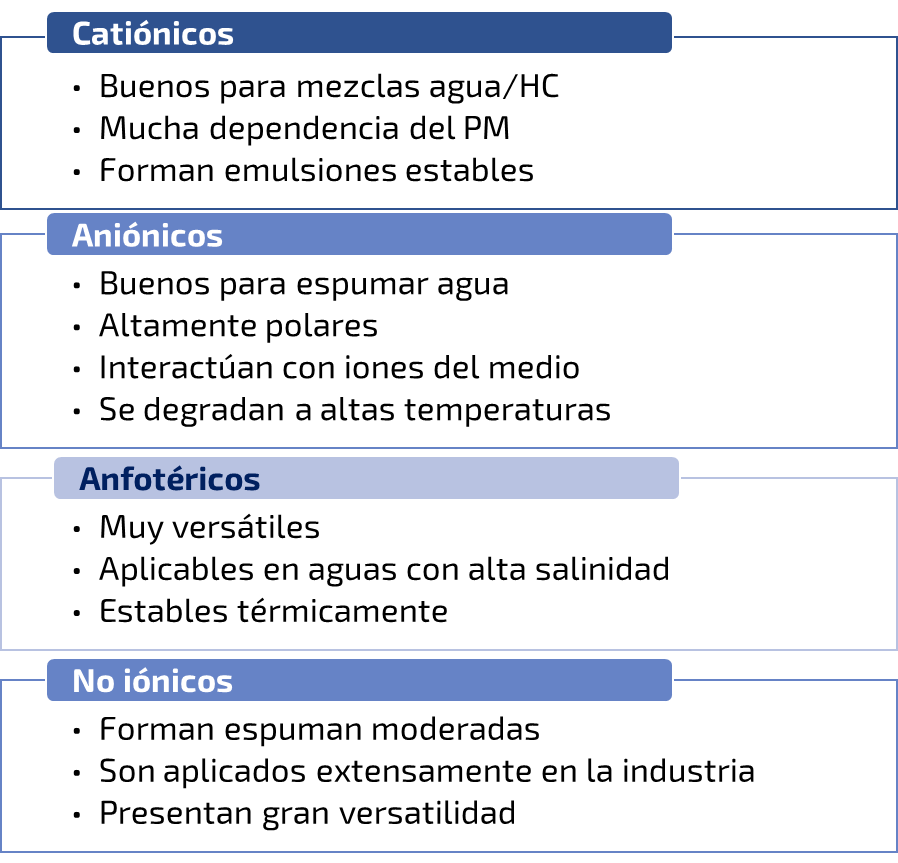 Catiónicos
• Buenos para mezclas agua/HC
• Mucha dependencia del PM
• Forman emulsiones estables
Aniónicos
• Buenos para espumar agua
• Altamente polares
• Interactúan con iones del medio
• Se degradan a altas temperaturas
Anfotéricos
• Muy versátiles
• Aplicables en aguas con alta salinidad
• Estables térmicamente
No iónicos
• Forman espuman moderadas
• Son aplicados extensamente en la industria
• Presentan gran versatilidad